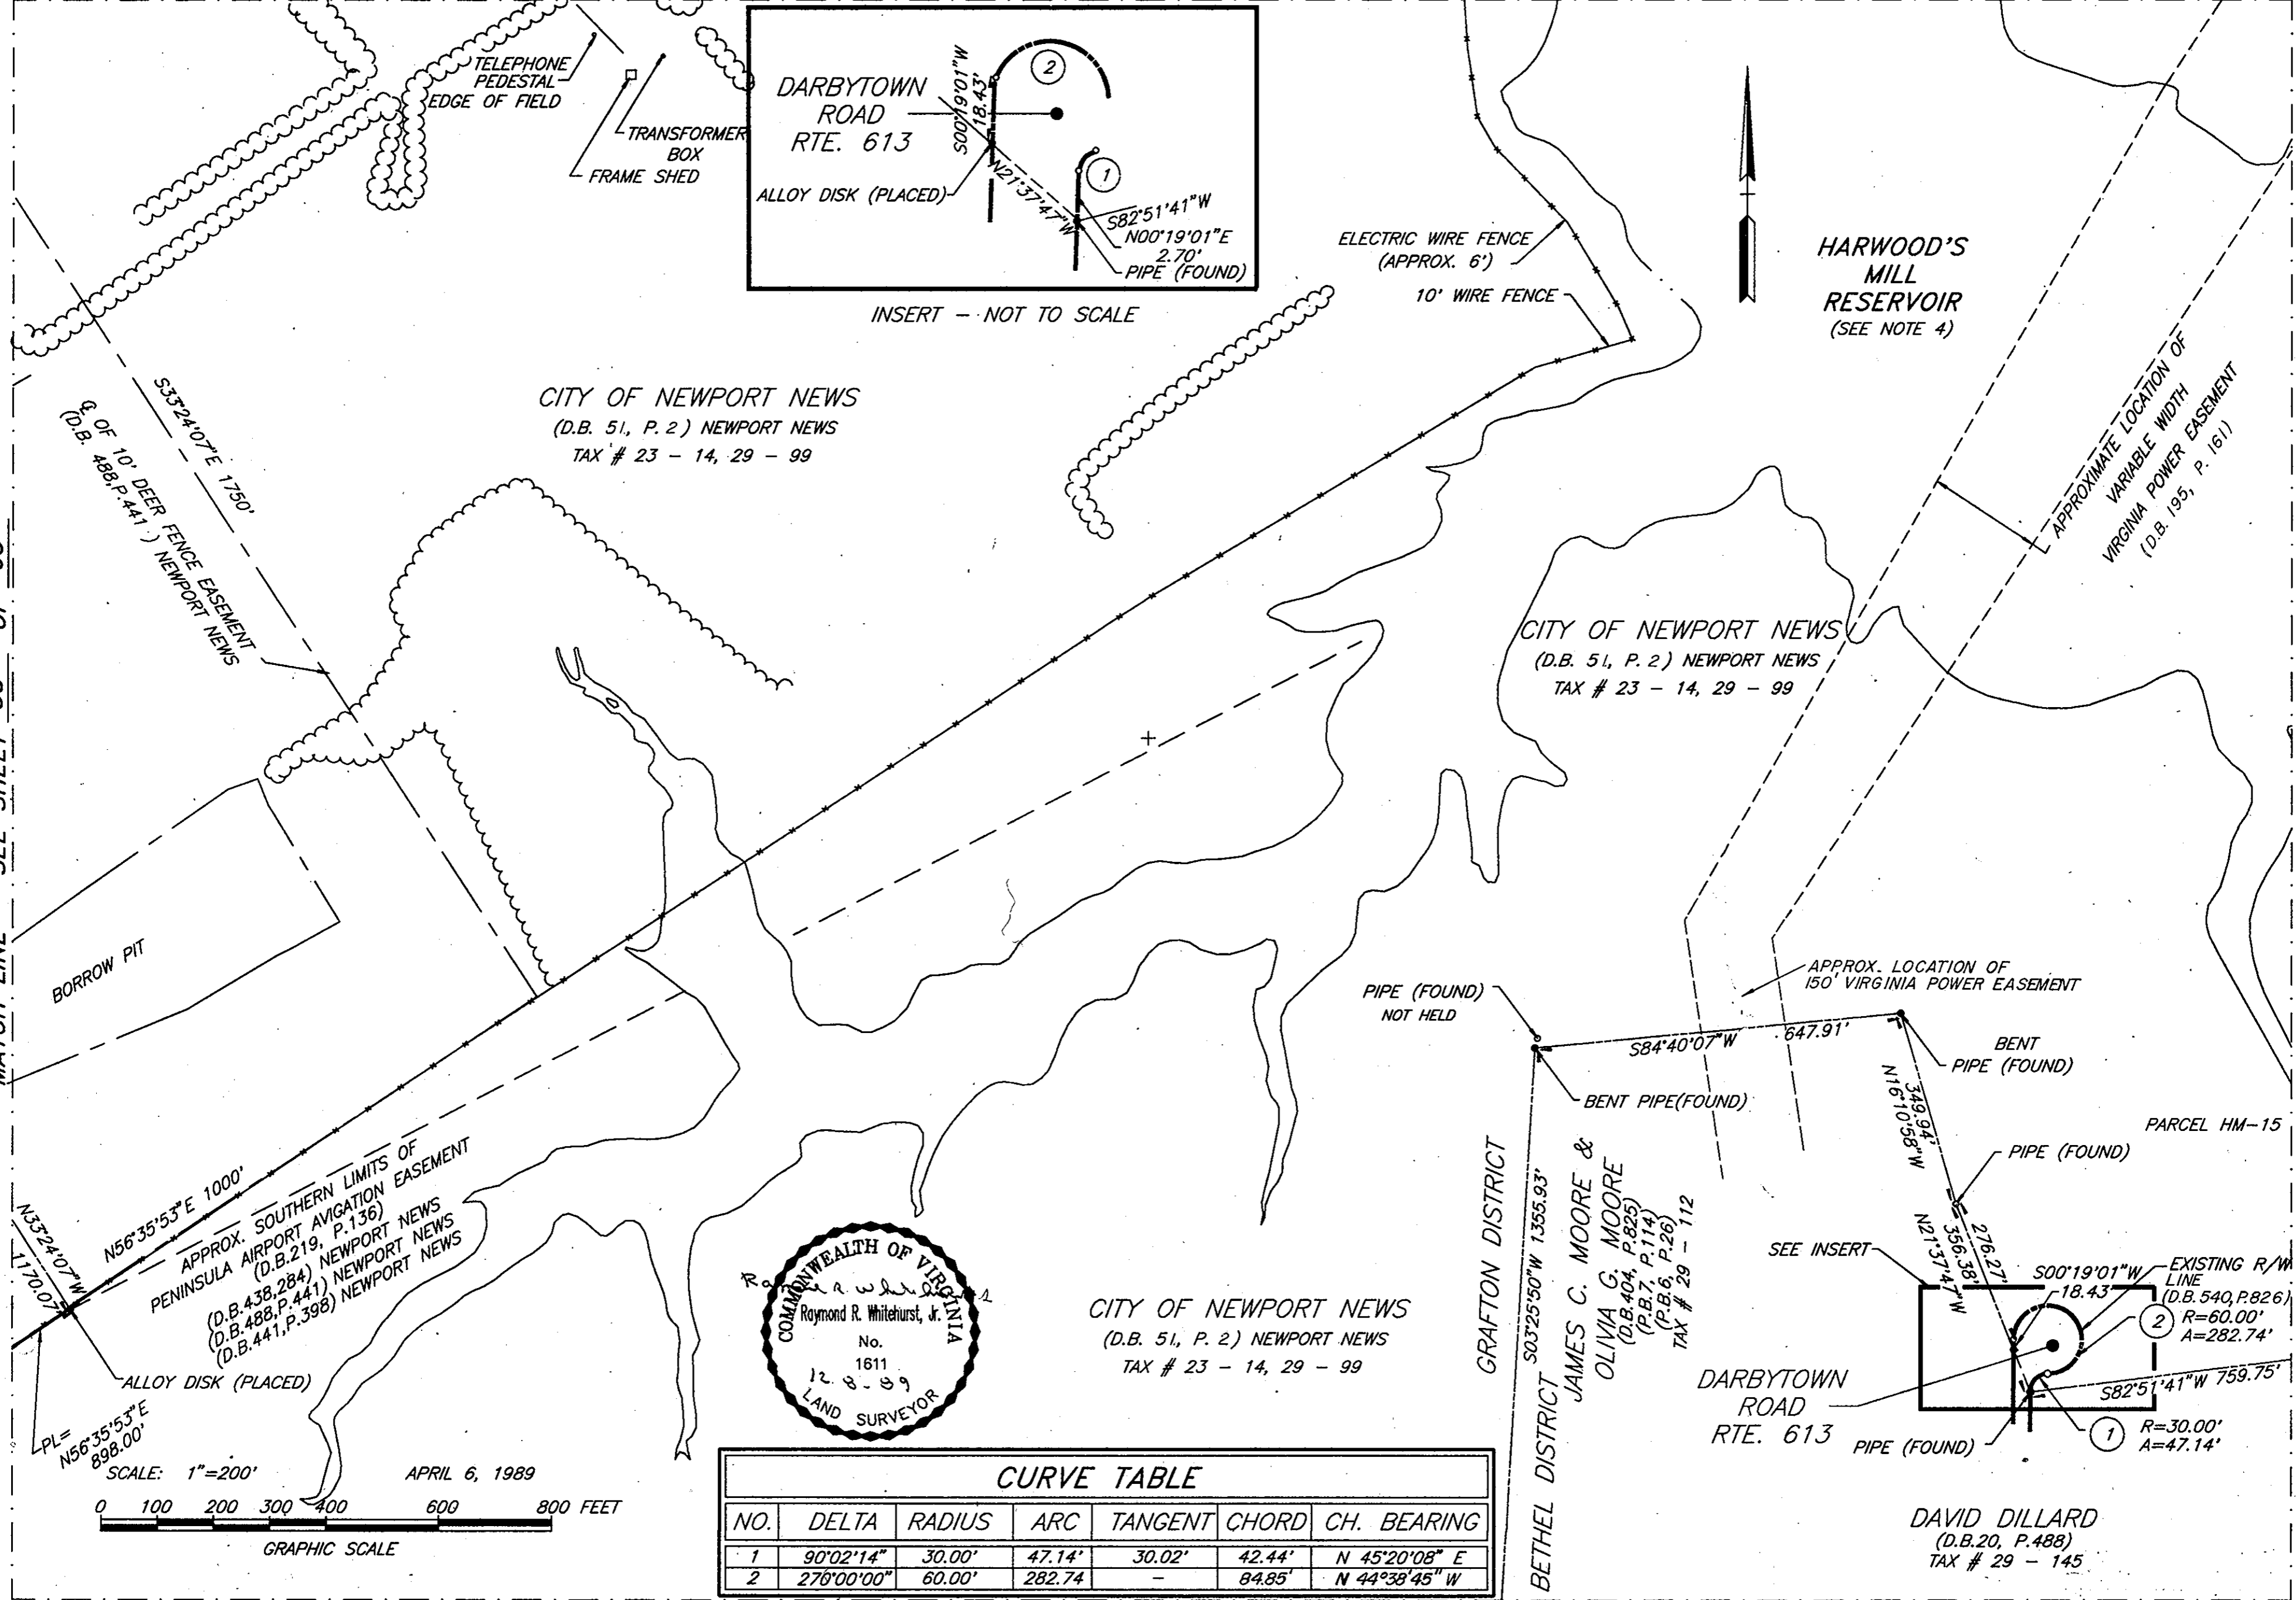 TELEPHONE
PEDESTAL
EDGE OF FIELD
TRANSFORMER
BOX
FRAME SHED
DARBYTOWN
ROAD
RTE. 613
S00°19'01"W
18.43'
2
1
ALLOY DISK (PLACED)
N21°37'47"W
S82°51'41"W
N00°19'01"E
2.70'
PIPE (FOUND)
INSERT - NOT TO SCALE
ELECTRIC WIRE FENCE
(APPROX. 6')
10' WIRE FENCE
HARWOOD'S
MILL
RESERVOIR
(SEE NOTE 4)
APPROXIMATE LOCATION OF
VARIABLE WIDTH
VIRGINIA POWER EASEMENT
(D.B. 195, P. 161)
S33°24'07"E 1750'
℄ OF 10' DEER FENCE EASEMENT
(D.B. 488,P.441 ) NEWPORT NEWS
CITY OF NEWPORT NEWS
(D.B. 51, P. 2 ) NEWPORT NEWS
TAX # 23 - 14, 29 - 99
CITY OF NEWPORT NEWS
(D.B. 51, P. 2 ) NEWPORT NEWS
TAX # 23 - 14, 29 - 99
BORROW PIT
APPROX. LOCATION OF
150' VIRGINIA POWER EASEMENT
PIPE (FOUND)
NOT HELD
S84°40'07"W 647.91'
BENT
PIPE (FOUND)
BENT PIPE(FOUND)
349.94'
N16°10'58"W
PARCEL HM-15
PIPE (FOUND)
276.27'
356.38'
N21°37'47"W
SEE INSERT
S00°19'01"W
18.43'
EXISTING R/W
LINE
(D.B.540,P.826)
2
R=60.00'
A=282.74'
S82°51'41"W 759.75'
1
R=30.00'
A=47.14'
PIPE (FOUND)
DARBYTOWN
ROAD
RTE. 613
GRAFTON DISTRICT
BETHEL DISTRICT
S03°25'50"W 1355.93'
JAMES C. MOORE &
OLIVIA G. MOORE
(D.B.404, P.825)
(P.B.7, P.114)
(P.B.6, P.26)
TAX # 29 - 112
N33°24'07"W
1170.07'
N56°35'53"E 1000'
APPROX. SOUTHERN LIMITS OF
PENINSULA AIRPORT AVIGATION EASEMENT
(D.B.219, P.136)
(D.B.438,284) NEWPORT NEWS
(D.B.488,P.441) NEWPORT NEWS
(D.B.441,P.398) NEWPORT NEWS
ALLOY DISK (PLACED)
PL=
N56°35'53"E
898.00'
COMMONWEALTH OF VIRGINIA
Raymond R. Whitehurst, Jr.
No.
1611
12-8-89
LAND SURVEYOR
CITY OF NEWPORT NEWS
(D.B. 51, P. 2 ) NEWPORT NEWS
TAX # 23 - 14, 29 - 99
SCALE: 1"=200'
APRIL 6, 1989
0 100 200 300 400 600 800 FEET
GRAPHIC SCALE
CURVE TABLE
NO. DELTA RADIUS ARC TANGENT CHORD CH. BEARING
1 90°02'14" 30.00' 47.14' 30.02' 42.44' N 45°20'08" E
2 270°00'00" 60.00' 282.74 - 84.85' N 44°38'45" W
DAVID DILLARD
(D.B.20, P.488)
TAX # 29 - 145